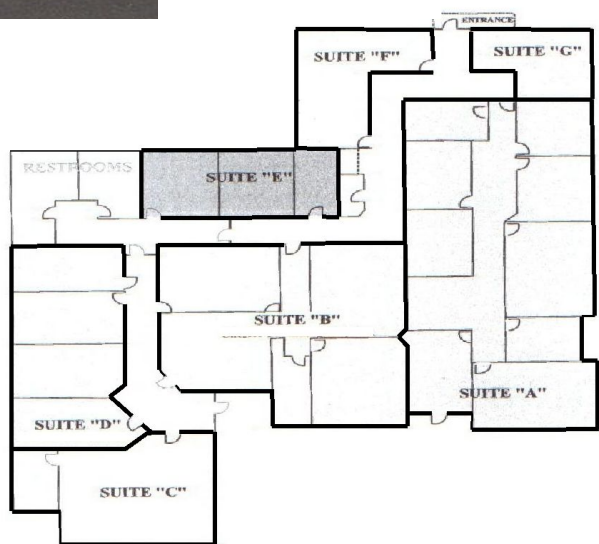 ENTRANCE
SUITE "F"
SUITE "G"
RESTROOMS
SUITE "E"
SUITE "B"
SUITE "A"
SUITE "D"
SUITE "C"